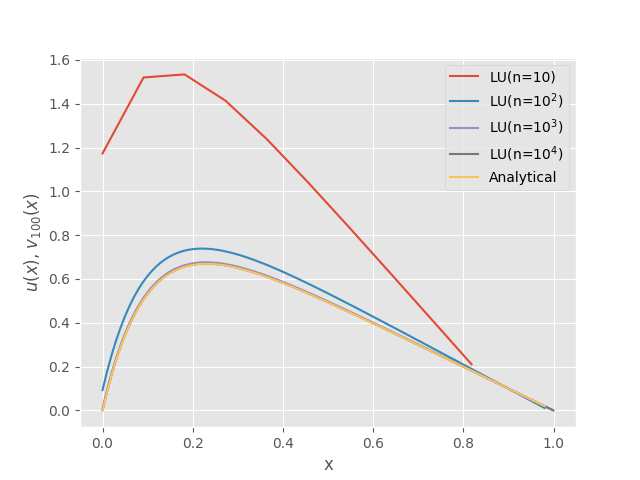 1.6
1.4
1.2
1.0
0.8
0.6
0.4
0.2
0.0
u(x), v₁₀₀(x)
LU(n=10)
LU(n=10²)
LU(n=10³)
LU(n=10⁴)
Analytical
0.0 0.2 0.4 0.6 0.8 1.0
x